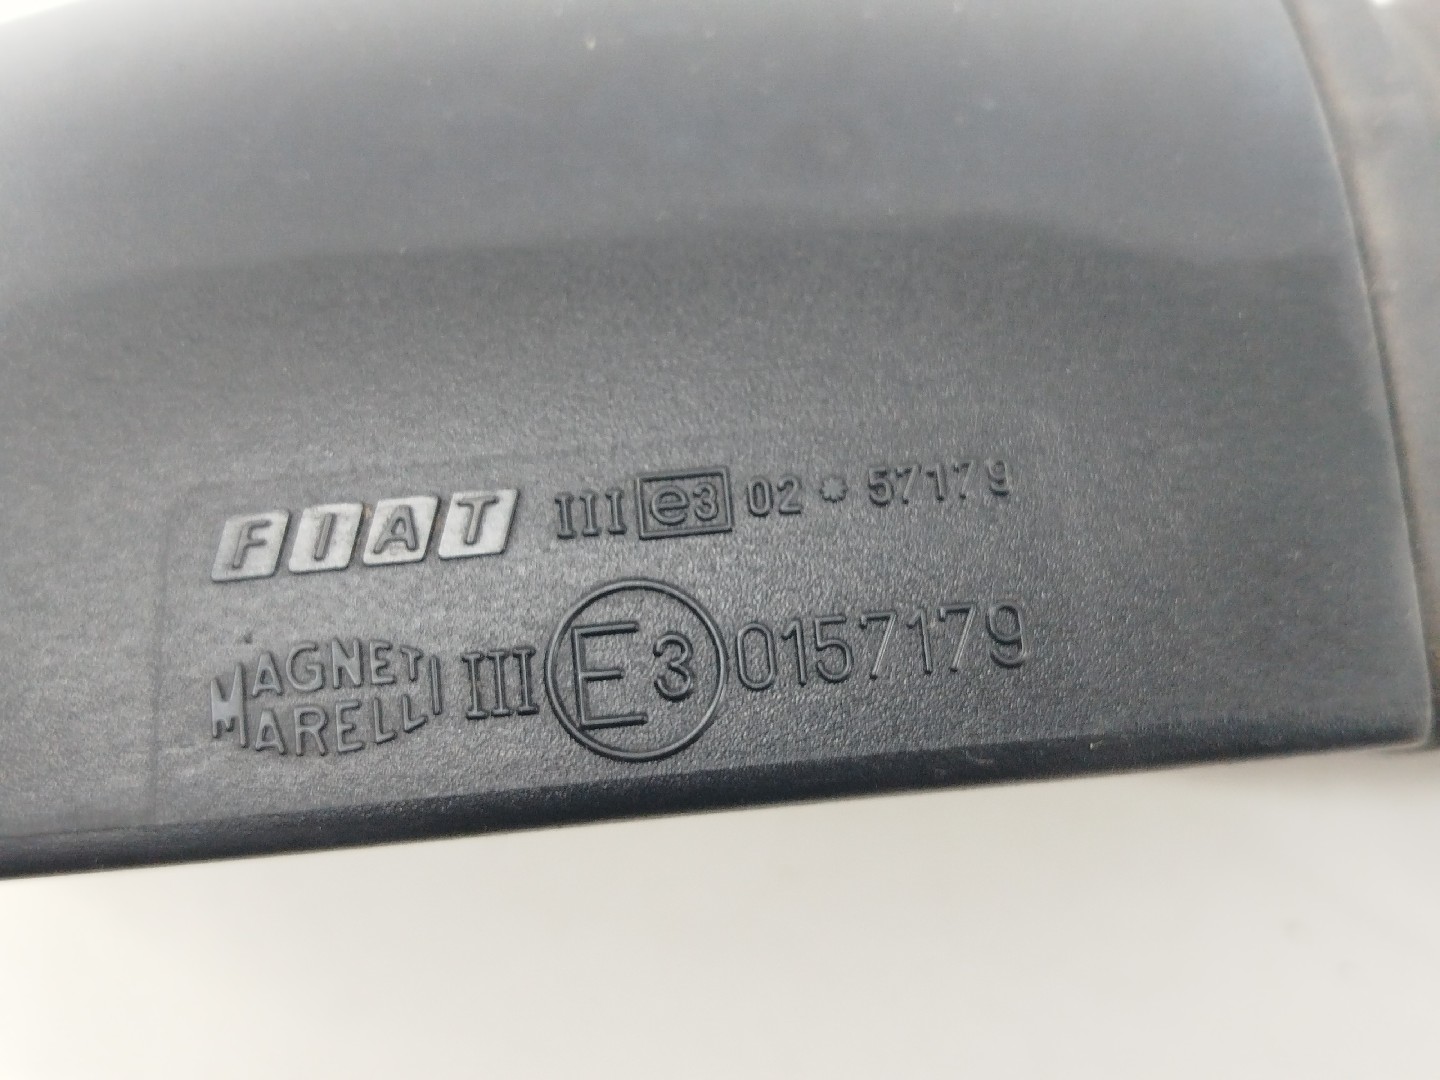 FIAT III e3 02 * 57179
MAGNETI MARELLI III E3 0157179